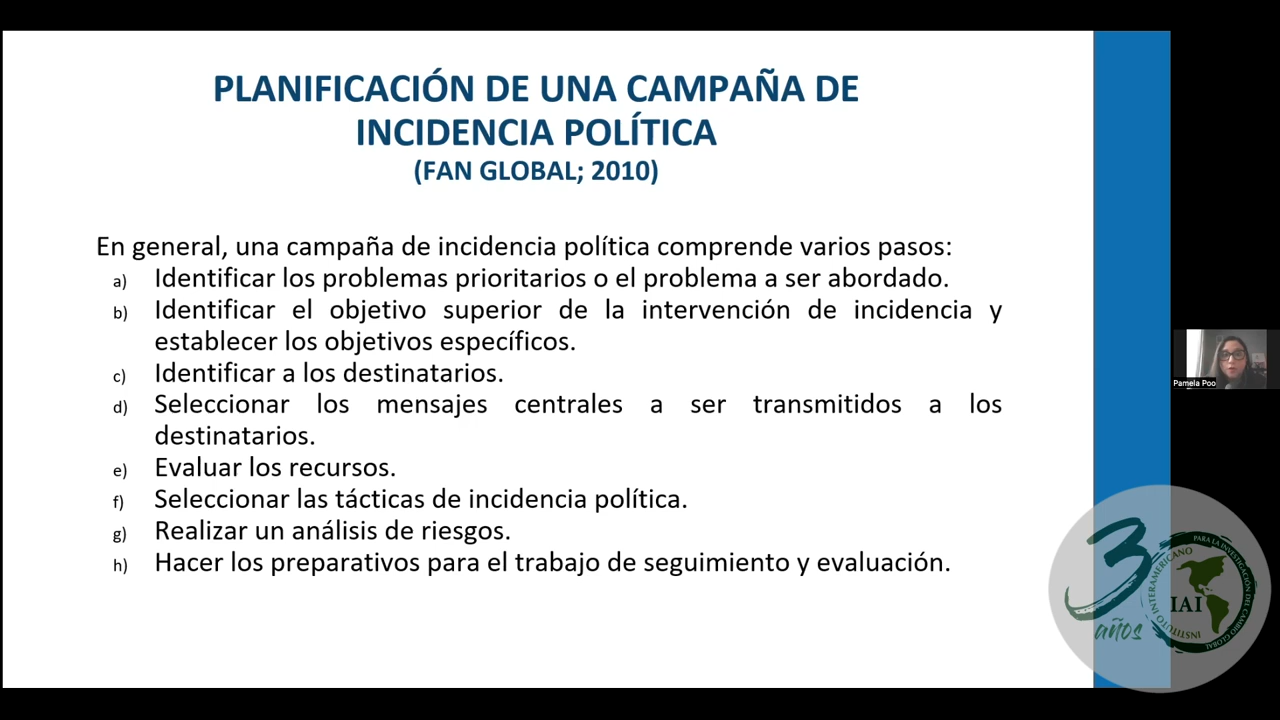 PLANIFICACIÓN DE UNA CAMPAÑA DE
INCIDENCIA POLÍTICA
(FAN GLOBAL; 2010)
En general, una campaña de incidencia política comprende varios pasos:
a) Identificar los problemas prioritarios o el problema a ser abordado.
b) Identificar el objetivo superior de la intervención de incidencia y
establecer los objetivos específicos.
c) Identificar a los destinatarios.
d) Seleccionar los mensajes centrales a ser transmitidos a los
destinatarios.
e) Evaluar los recursos.
f) Seleccionar las tácticas de incidencia política.
g) Realizar un análisis de riesgos.
h) Hacer los preparativos para el trabajo de seguimiento y evaluación.
Pamela Poo
30
años
IAI
INSTITUTO INTERAMERICANO
PARA LA INVESTIGACIÓN DEL CAMBIO GLOBAL